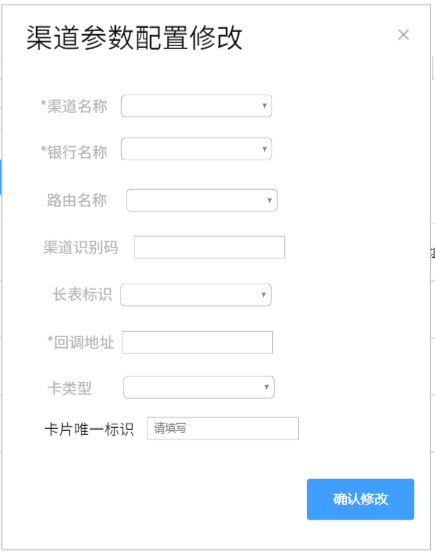 渠道参数配置修改
*渠道名称
*银行名称
路由名称
渠道识别码
长表标识
*回调地址
卡类型
卡片唯一标识 请填写
确认修改